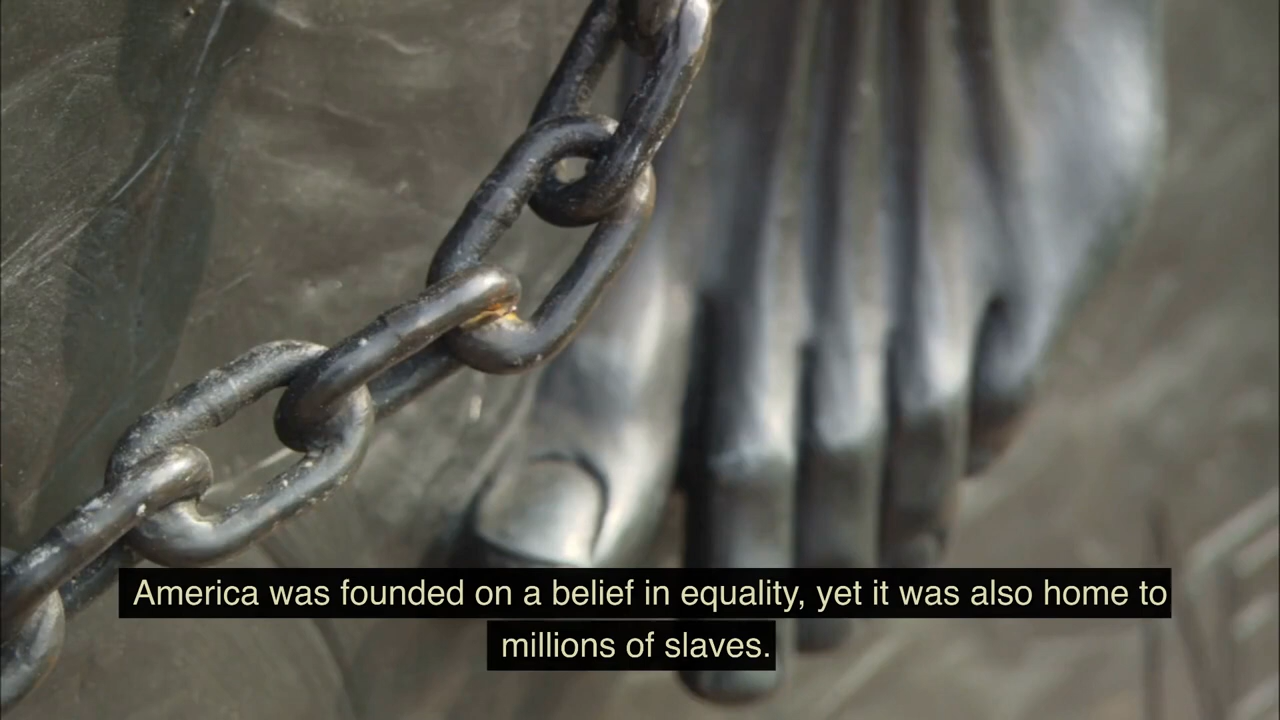 America was founded on a belief in equality, yet it was also home to
millions of slaves.